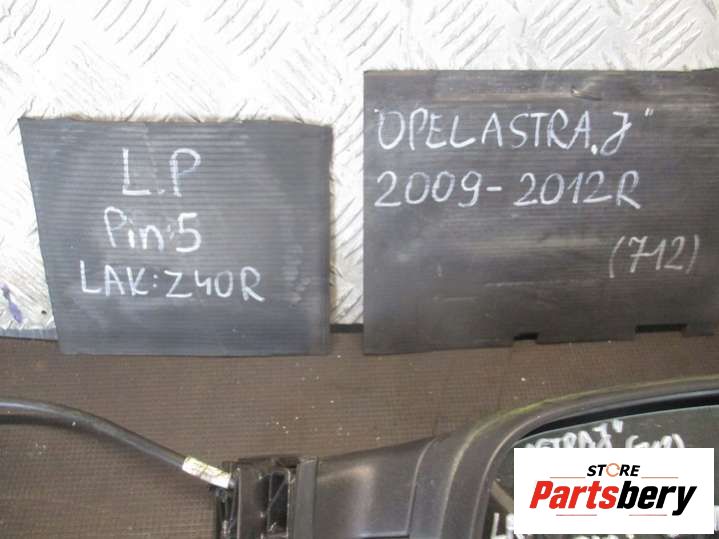 L.P
Pin:5
LAK:Z40R
"OPEL ASTRA.J"
2009-2012R
(712)
STORE
Partsbery